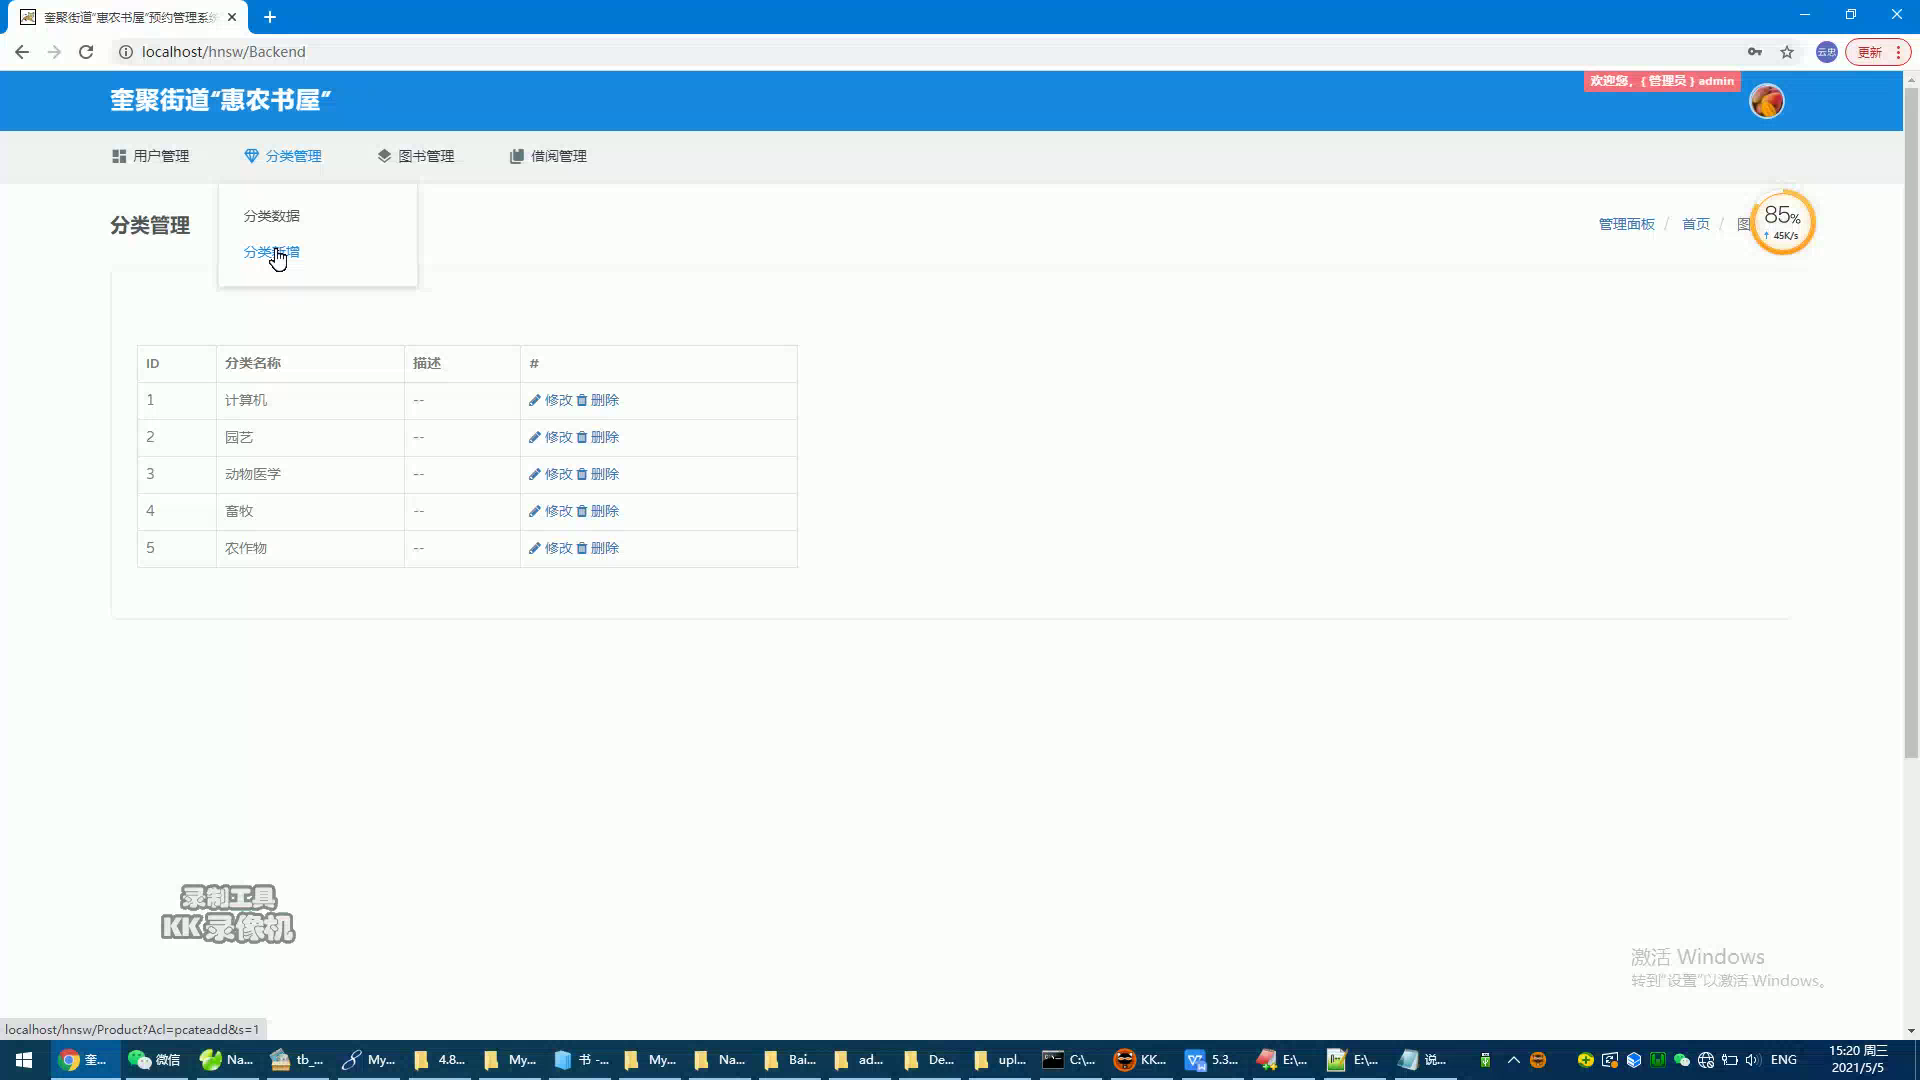 奎聚街道“惠农书屋”预约管理系统
localhost/hnsw/Backend
云忠
更新
奎聚街道“惠农书屋”
欢迎您，{ 管理员 } admin
用户管理
分类管理
图书管理
借阅管理
分类数据
分类新增
分类管理
管理面板 / 首页 / 图
85%
↑ 45K/s
ID 分类名称 描述 #
1 计算机 -- 修改 删除
2 园艺 -- 修改 删除
3 动物医学 -- 修改 删除
4 畜牧 -- 修改 删除
5 农作物 -- 修改 删除
录制工具
KK录像机
激活 Windows
转到“设置”以激活 Windows。
localhost/hnsw/Product?Acl=pcateadd&s=1
奎... 微信 Na... tb_... My... 4.8... My... 书 -... My... Na... Bai... ad... De... upl... C:\... KK... 5.3... E:\... E:\... 说... ENG
15:20 周三
2021/5/5